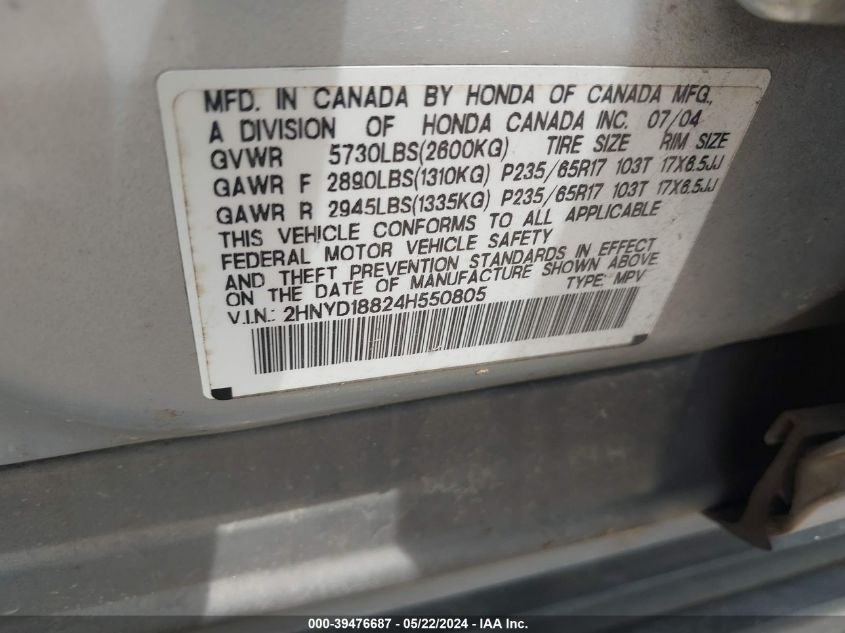 MFD. IN CANADA BY HONDA OF CANADA MFG.,
A DIVISION OF HONDA CANADA INC. 07/04
GVWR 5730LBS(2600KG) TIRE SIZE RIM SIZE
GAWR F 2890LBS(1310KG) P235/65R17 103T 17X6.5JJ
GAWR R 2945LBS(1335KG) P235/65R17 103T 17X6.5JJ
THIS VEHICLE CONFORMS TO ALL APPLICABLE
FEDERAL MOTOR VEHICLE SAFETY
AND THEFT PREVENTION STANDARDS IN EFFECT
ON THE DATE OF MANUFACTURE SHOWN ABOVE
V.I.N.: 2HNYD18824H550805 TYPE: MPV
000-39476687 - 05/22/2024 - IAA, Inc.